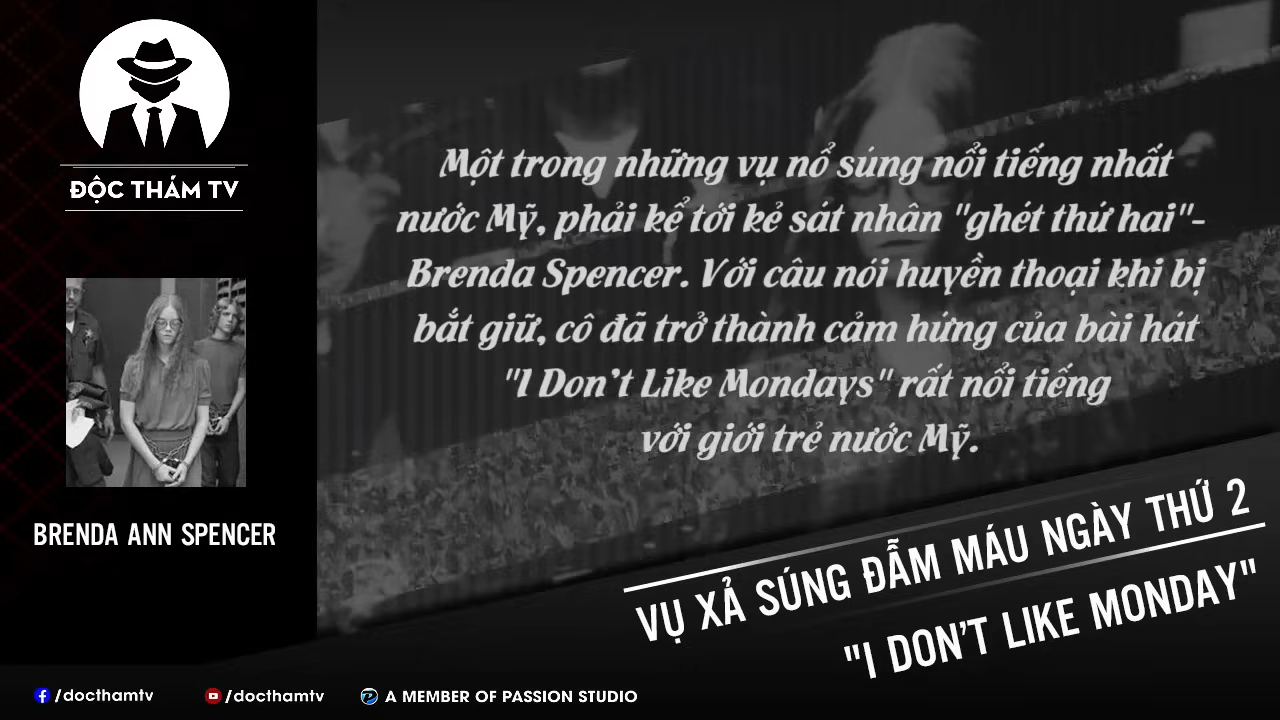 ĐỘC THÁM TV
BRENDA ANN SPENCER
Một trong những vụ nổ súng nổi tiếng nhất
nước Mỹ, phải kể tới kẻ sát nhân "ghét thứ hai"-
Brenda Spencer. Với câu nói huyền thoại khi bị
bắt giữ, cô đã trở thành cảm hứng của bài hát
"I Don't Like Mondays" rất nổi tiếng
với giới trẻ nước Mỹ.
VỤ XẢ SÚNG ĐẪM MÁU NGÀY THỨ 2
"I DON'T LIKE MONDAY"
/docthamtv
/docthamtv
A MEMBER OF PASSION STUDIO